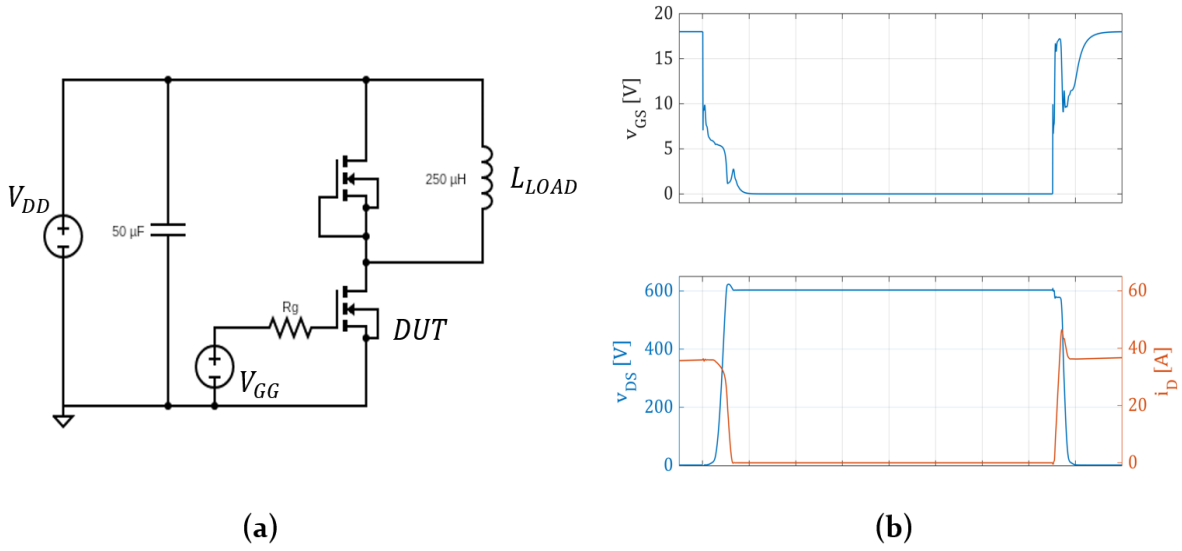 V_DD
50 µF
250 µH
L_LOAD
Rg
DUT
V_GG
(a)
20
15
10
5
0
v_GS [V]
600
400
200
0
v_DS [V]
60
40
20
0
i_D [A]
(b)